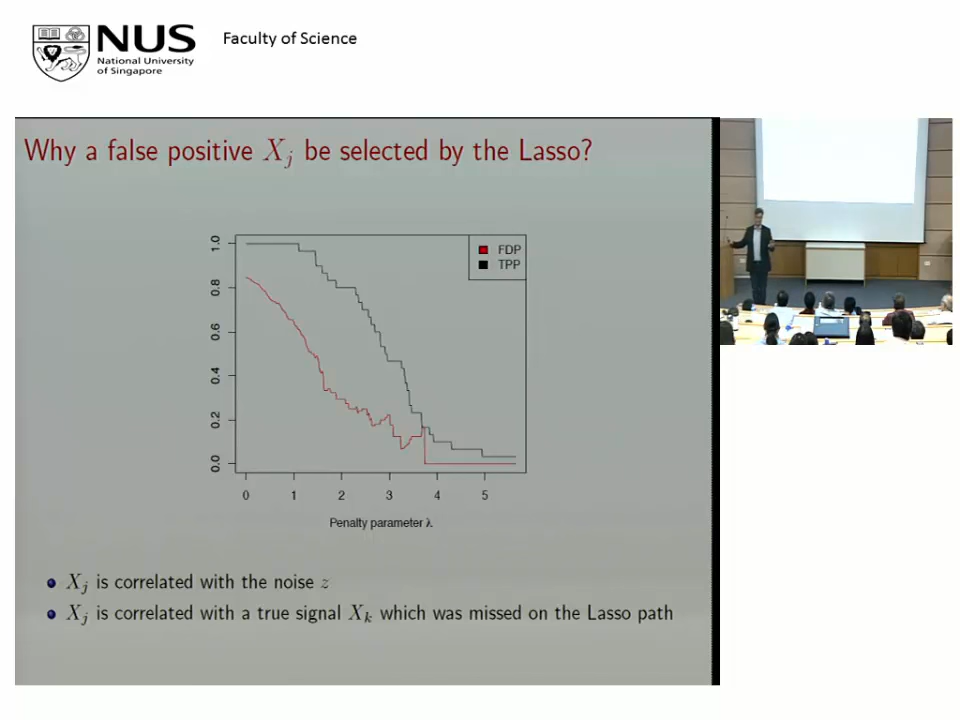 NUS
National University
of Singapore
Faculty of Science
Why a false positive Xj be selected by the Lasso?
FDP
TPP
1.0
0.8
0.6
0.4
0.2
0.0
0 1 2 3 4 5
Penalty parameter λ
Xj is correlated with the noise z
Xj is correlated with a true signal Xk which was missed on the Lasso path